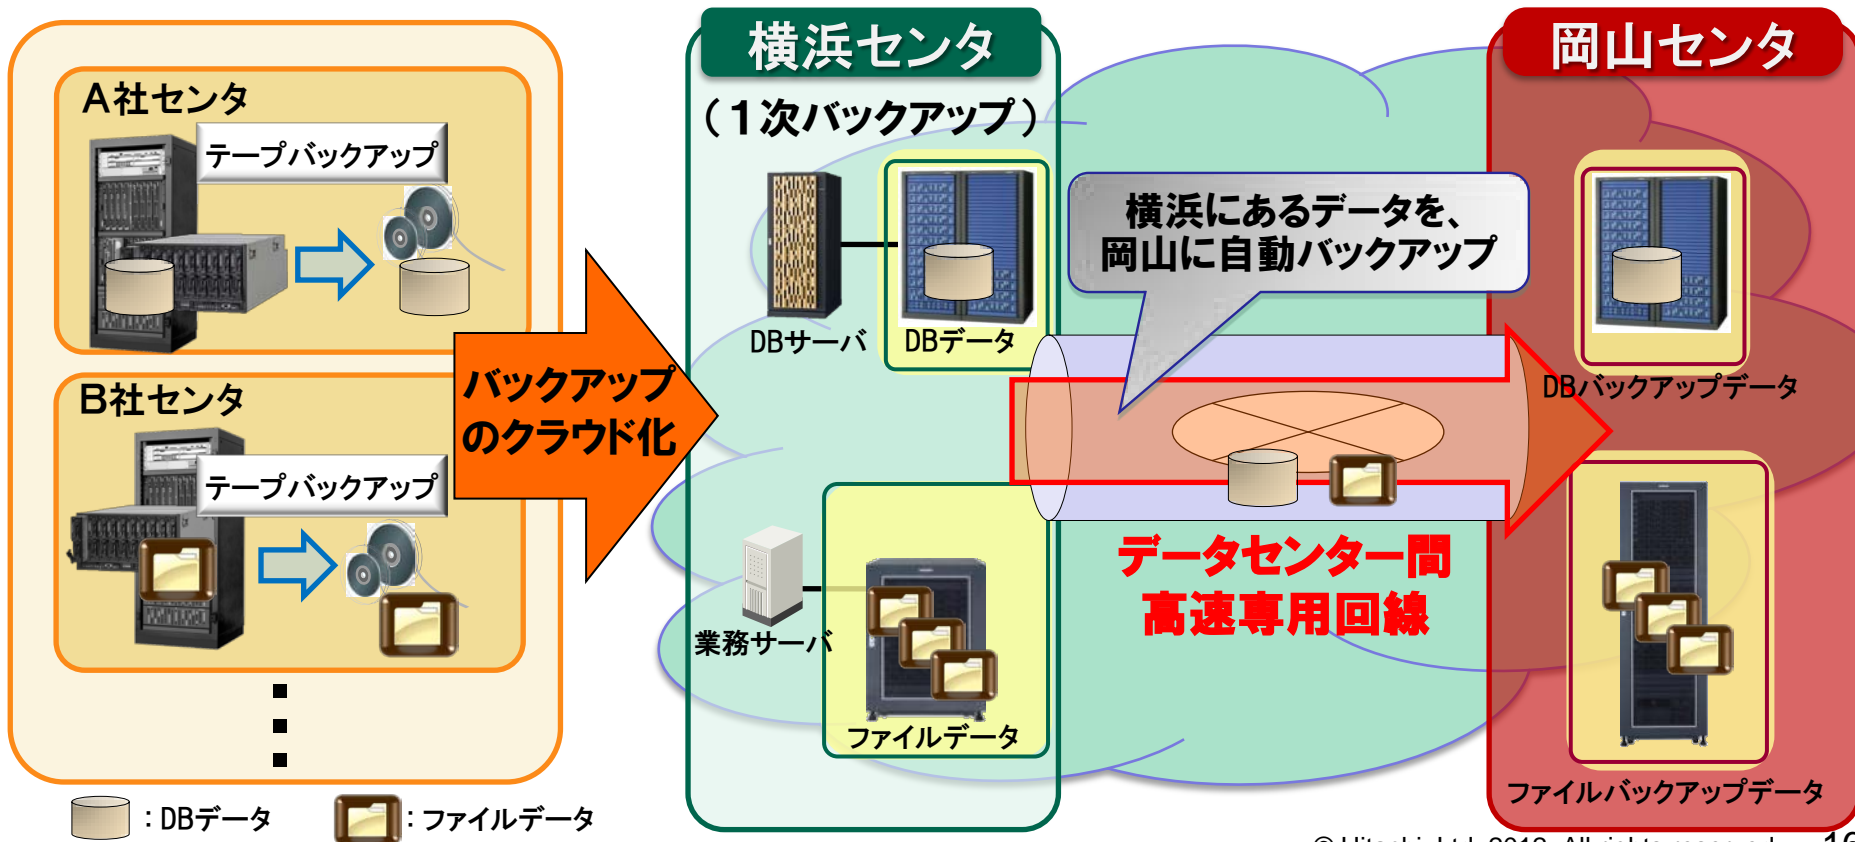 A社センタ
テープバックアップ
B社センタ
テープバックアップ
：DBデータ
：ファイルデータ
バックアップ
のクラウド化
横浜センタ
（１次バックアップ）
DBサーバ
DBデータ
業務サーバ
ファイルデータ
横浜にあるデータを、
岡山に自動バックアップ
データセンター間
高速専用回線
岡山センタ
DBバックアップデータ
ファイルバックアップデータ